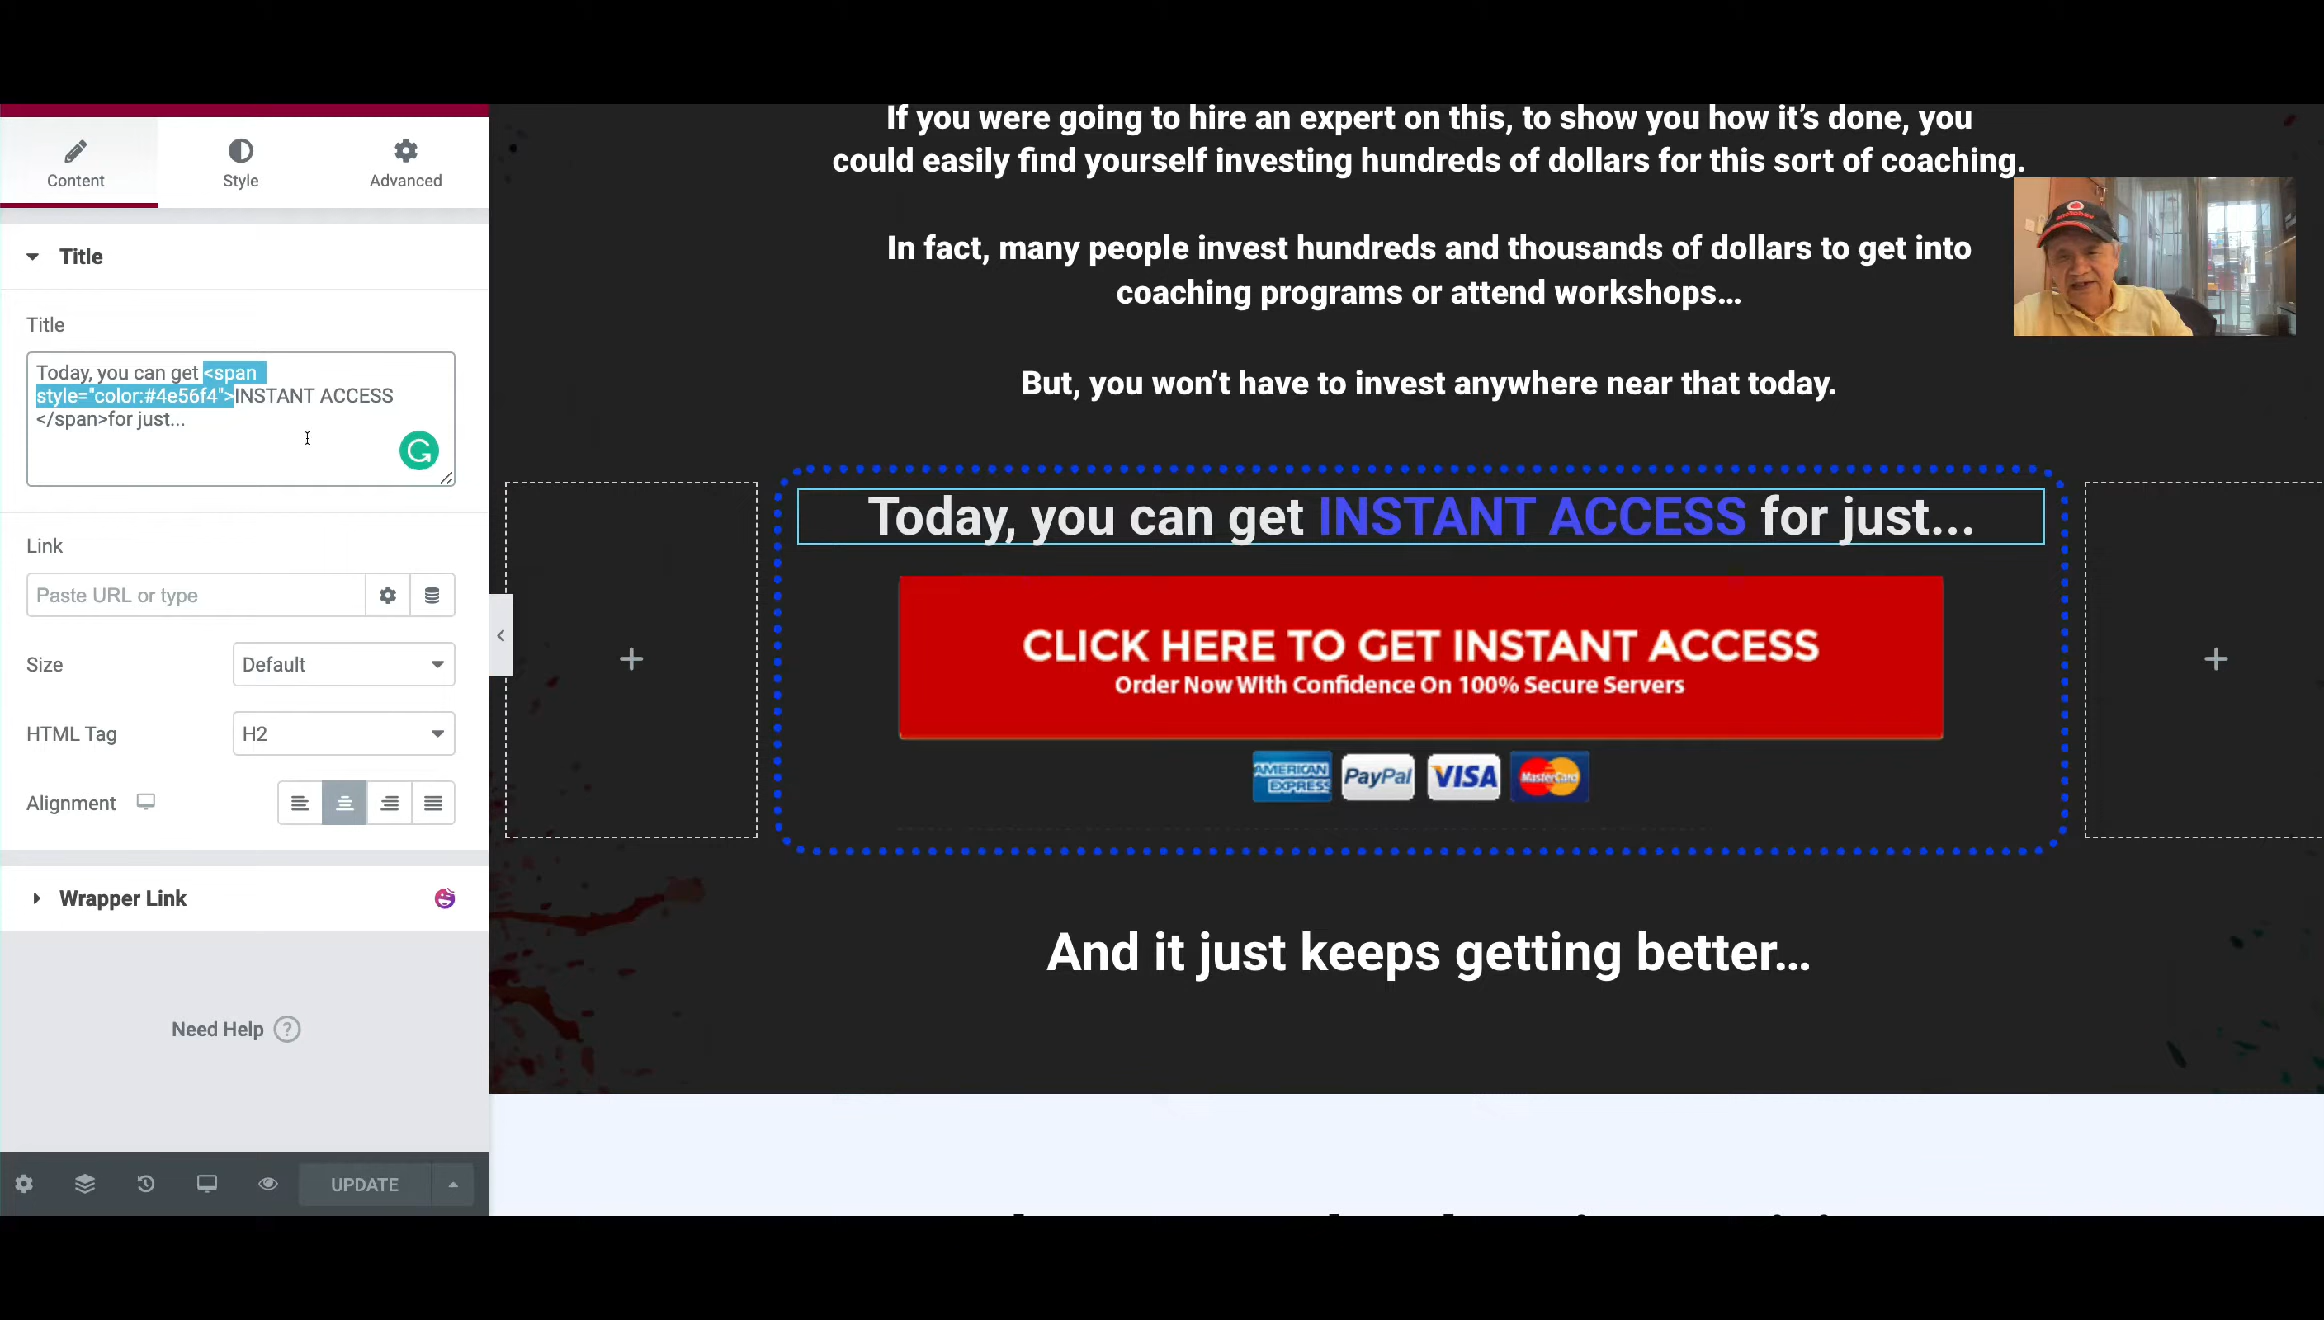 Content
Style
Advanced
Title
Title
Today, you can get <span
style="color:#4e56f4">INSTANT ACCESS
</span>for just...
Link
Paste URL or type
Size
Default
HTML Tag
H2
Alignment
Wrapper Link
Need Help ?
UPDATE
If you were going to hire an expert on this, to show you how it’s done, you
could easily find yourself investing hundreds of dollars for this sort of coaching.
In fact, many people invest hundreds and thousands of dollars to get into
coaching programs or attend workshops…
But, you won’t have to invest anywhere near that today.
Today, you can get INSTANT ACCESS for just...
CLICK HERE TO GET INSTANT ACCESS
Order Now With Confidence On 100% Secure Servers
AMERICAN
EXPRESS
PayPal
VISA
MasterCard
And it just keeps getting better…